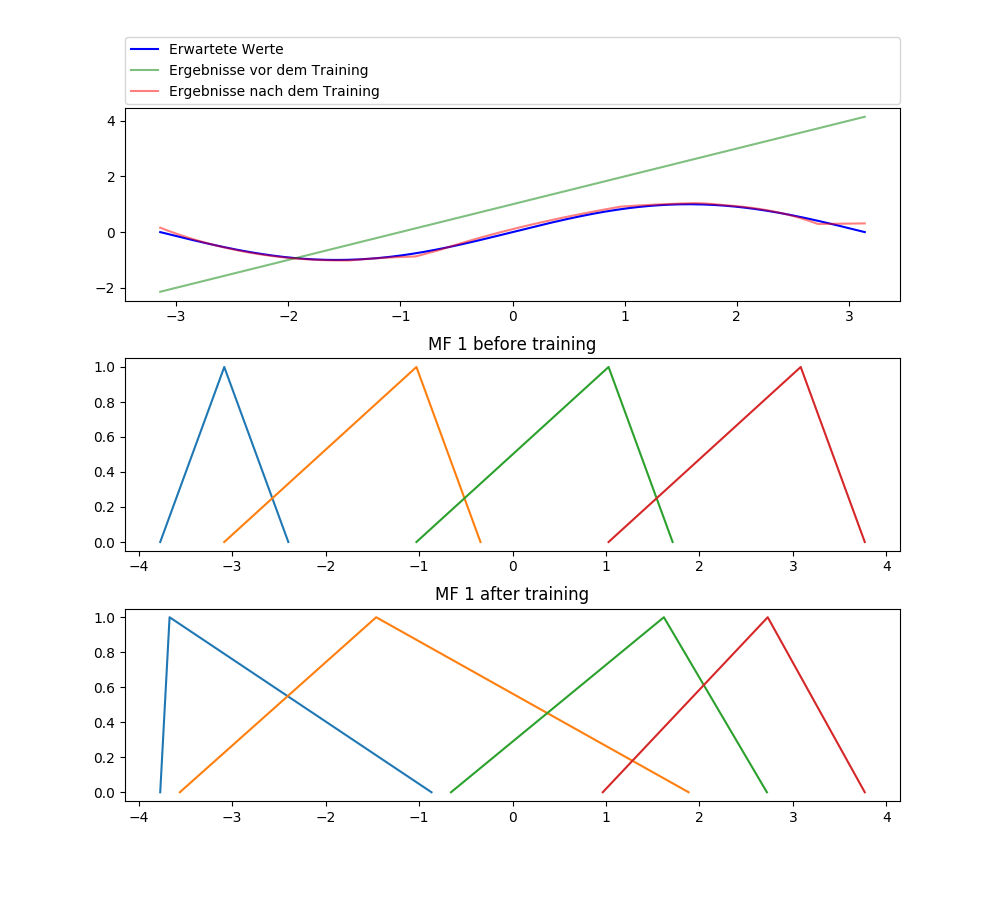 Erwartete Werte
Ergebnisse vor dem Training
Ergebnisse nach dem Training
4
2
0
−2
−3 −2 −1 0 1 2 3
MF 1 before training
1.0
0.8
0.6
0.4
0.2
0.0
−4 −3 −2 −1 0 1 2 3 4
MF 1 after training
1.0
0.8
0.6
0.4
0.2
0.0
−4 −3 −2 −1 0 1 2 3 4